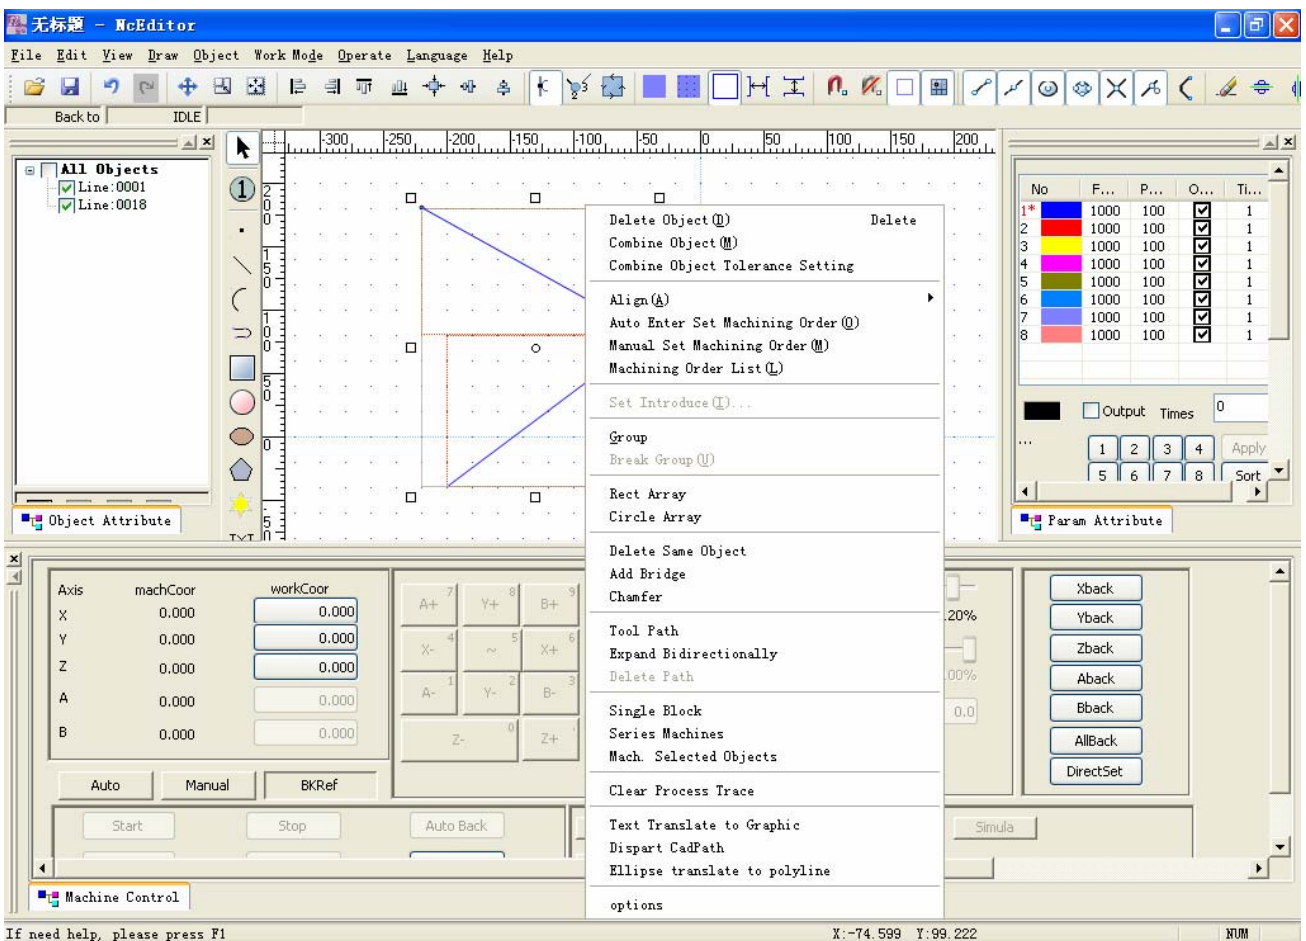 无标题 - NcEditor
File Edit View Draw Object Work Mode Operate Language Help
Back to IDLE
All Objects
Line:0001
Line:0018
Object Attribute
-300 -250 -200 -150 -100 -50 0 50 100 150 200
Delete Object(D) Delete
Combine Object(M)
Combine Object Tolerance Setting
Align(A)
Auto Enter Set Machining Order(O)
Manual Set Machining Order(M)
Machining Order List(L)
Set Introduce(I)...
Group
Break Group(U)
Rect Array
Circle Array
Delete Same Object
Add Bridge
Chamfer
Tool Path
Expand Bidirectionally
Delete Path
Single Block
Series Machines
Mach. Selected Objects
Clear Process Trace
Text Translate to Graphic
Dispart CadPath
Ellipse translate to polyline
options
No F... P... O... Ti...
1* 1000 100 1
2 1000 100 1
3 1000 100 1
4 1000 100 1
5 1000 100 1
6 1000 100 1
7 1000 100 1
8 1000 100 1
Output Times 0
... 1 2 3 4 Apply
5 6 7 8 Sort
Param Attribute
Axis machCoor workCoor
X 0.000 0.000
Y 0.000 0.000
Z 0.000 0.000
A 0.000 0.000
B 0.000 0.000
Auto Manual BKRef
A+ 7 Y+ 8 B+ 9
X- 4 ~ 5 X+ 6
A- 1 Y- 2 B- 3
Z- 0 Z+
.20%
.00%
0.0
Xback
Yback
Zback
Aback
Bback
AllBack
DirectSet
Start Stop Auto Back Simula
Machine Control
If need help, please press F1 X:-74.599 Y:99.222 NUM